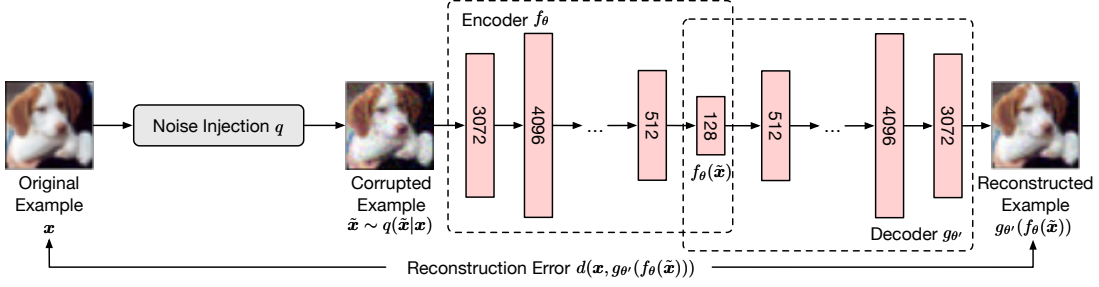 Encoder fθ
Noise Injection q
3072
4096
...
512
128
512
...
4096
3072
fθ(x̃)
Original
Example
x
Corrupted
Example
x̃ ∼ q(x̃|x)
Reconstructed
Example
gθ′(fθ(x̃))
Decoder gθ′
Reconstruction Error d(x, gθ′(fθ(x̃)))